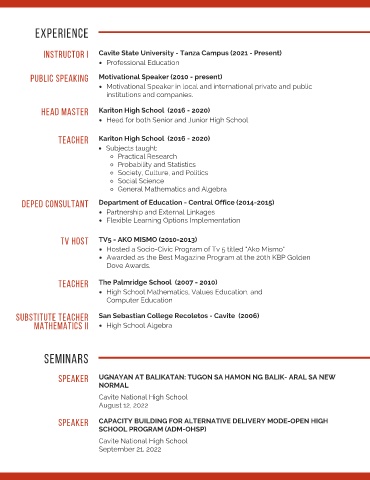 EXPERIENCE
INSTRUCTOR I
Cavite State University - Tanza Campus (2021 - Present)
• Professional Education
PUBLIC SPEAKING
Motivational Speaker (2010 - present)
• Motivational Speaker in local and international private and public
institutions and companies.
HEAD MASTER
Kariton High School (2016 - 2020)
• Head for both Senior and Junior High School
TEACHER
Kariton High School (2016 - 2020)
• Subjects taught:
○ Practical Research
○ Probability and Statistics
○ Society, Culture, and Politics
○ Social Science
○ General Mathematics and Algebra
DEPED CONSULTANT
Department of Education - Central Office (2014-2015)
• Partnership and External Linkages
• Flexible Learning Options Implementation
TV HOST
TV5 - AKO MISMO (2010-2013)
• Hosted a Socio-Civic Program of Tv 5 titled "Ako Mismo"
• Awarded as the Best Magazine Program at the 20th KBP Golden
Dove Awards.
TEACHER
The Palmridge School (2007 - 2010)
• High School Mathematics, Values Education, and
Computer Education
SUBSTITUTE TEACHER
MATHEMATICS II
San Sebastian College Recoletos - Cavite (2006)
• High School Algebra
SEMINARS
SPEAKER
UGNAYAN AT BALIKATAN: TUGON SA HAMON NG BALIK- ARAL SA NEW
NORMAL
Cavite National High School
August 12, 2022
SPEAKER
CAPACITY BUILDING FOR ALTERNATIVE DELIVERY MODE-OPEN HIGH
SCHOOL PROGRAM (ADM-OHSP)
Cavite National High School
September 21, 2022